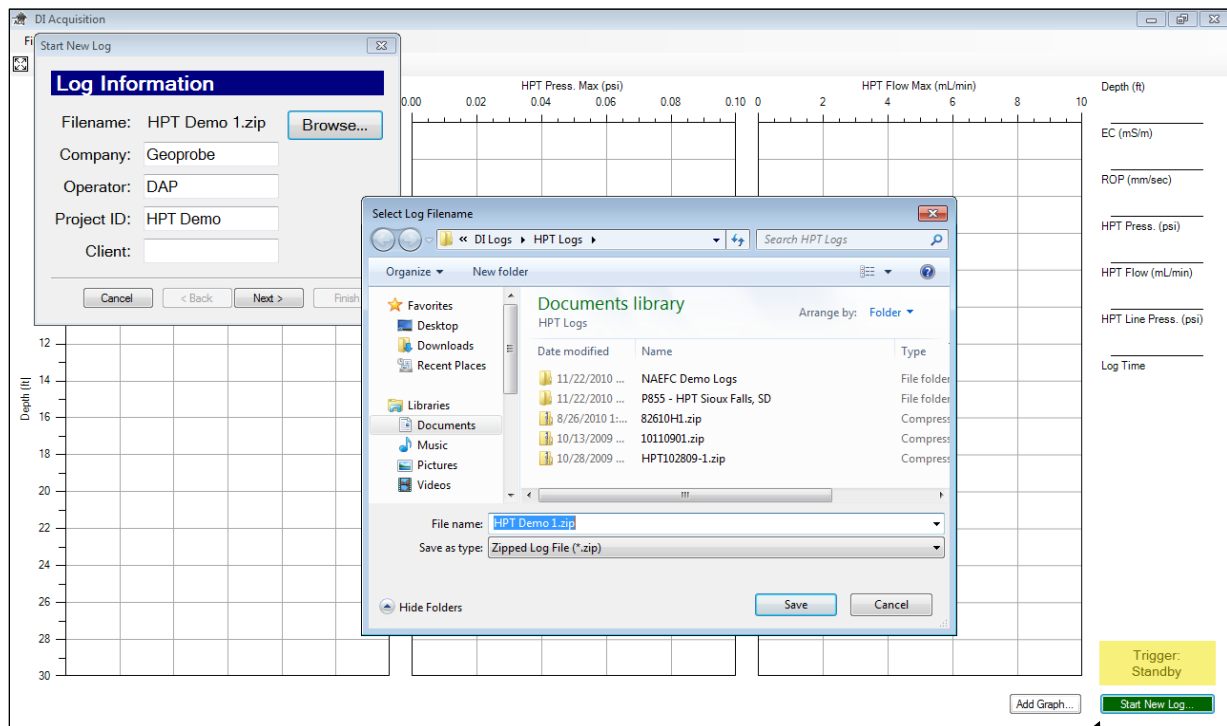 DI Acquisition
Fi
Start New Log
Log Information
Filename: HPT Demo 1.zip Browse...
Company: Geoprobe
Operator: DAP
Project ID: HPT Demo
Client:
Cancel < Back Next > Finish
HPT Press. Max (psi)
0.00 0.02 0.04 0.06 0.08 0.10
HPT Flow Max (mL/min)
0 2 4 6 8 10
Depth (ft)
EC (mS/m)
ROP (mm/sec)
HPT Press. (psi)
HPT Flow (mL/min)
HPT Line Press. (psi)
Log Time
Select Log Filename
« DI Logs HPT Logs
Search HPT Logs
Organize New folder
Favorites
Desktop
Downloads
Recent Places
Libraries
Documents
Music
Pictures
Videos
Documents library
HPT Logs
Arrange by: Folder
Date modified Name Type
11/22/2010 ... NAEFC Demo Logs File folder
11/22/2010 ... P855 - HPT Sioux Falls, SD File folder
8/26/2010 1:... 82610H1.zip Compress
10/13/2009 ... 10110901.zip Compress
10/28/2009 ... HPT102809-1.zip Compress
File name: HPT Demo 1.zip
Save as type: Zipped Log File (*.zip)
Hide Folders
Save Cancel
Depth (ft)
12
14
16
18
20
22
24
26
28
30
Trigger:
Standby
Add Graph... Start New Log...